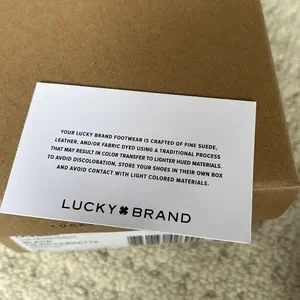 YOUR LUCKY BRAND FOOTWEAR IS CRAFTED OF FINE SUEDE,
LEATHER, AND/OR FABRIC DYED USING A TRADITIONAL PROCESS
THAT MAY RESULT IN COLOR TRANSFER TO LIGHTER HUED MATERIALS.
TO AVOID DISCOLORATION, STORE YOUR SHOES IN THEIR OWN BOX
AND AVOID CONTACT WITH LIGHT COLORED MATERIALS.
LUCKY BRAND